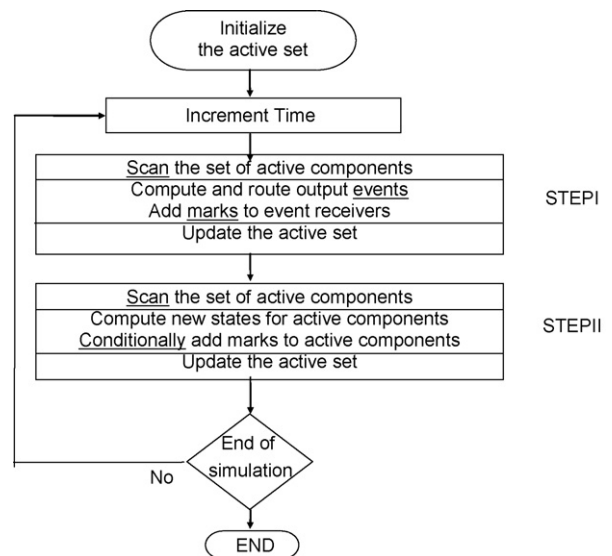 Initialize
the active set
Increment Time
Scan the set of active components
Compute and route output events
Add marks to event receivers
Update the active set
STEPI
Scan the set of active components
Compute new states for active components
Conditionally add marks to active components
Update the active set
STEPII
End of
simulation
No
END